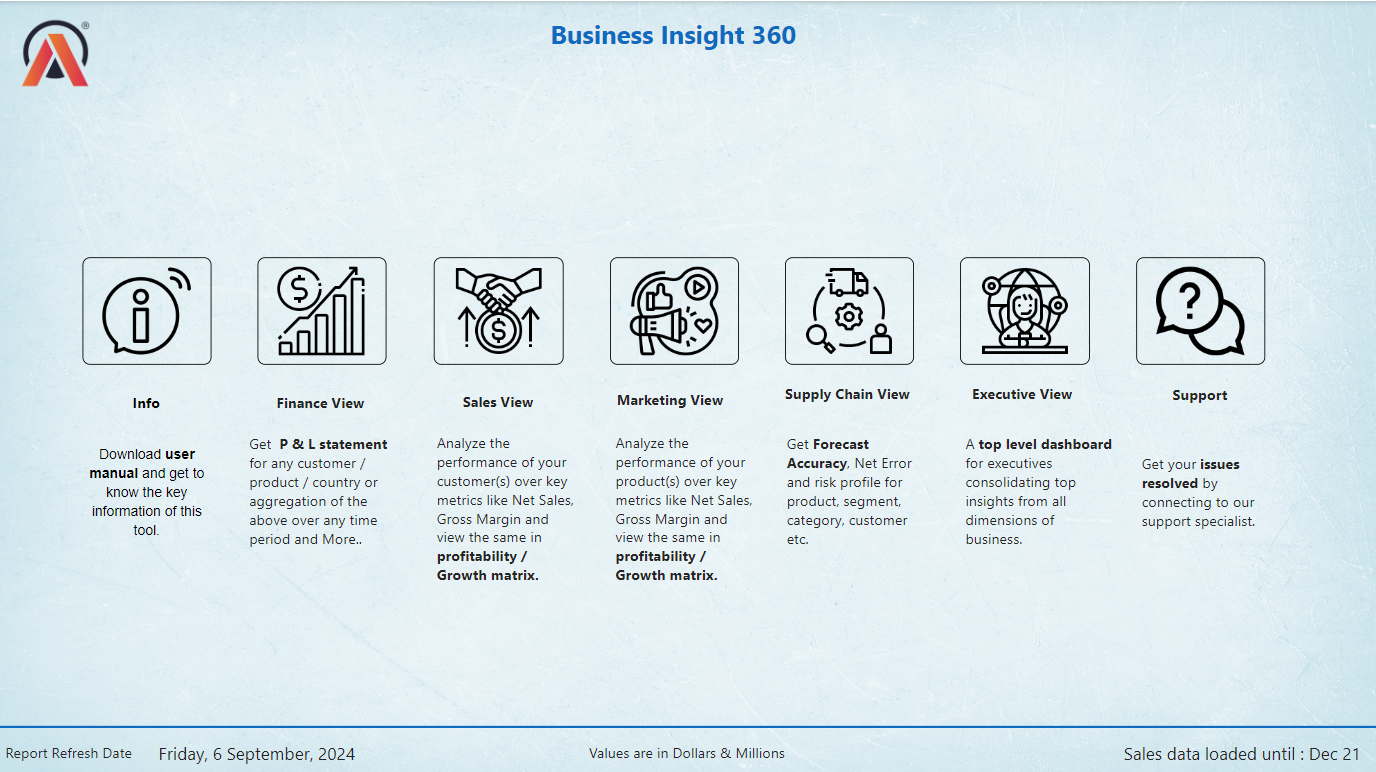 ®
Business Insight 360
Info
Download user
manual and get to
know the key
information of this
tool.
Finance View
Get  P & L statement
for any customer /
product / country or
aggregation of the
above over any time
period and More..
Sales View
Analyze the
performance of your
customer(s) over key
metrics like Net Sales,
Gross Margin and
view the same in
profitability /
Growth matrix.
Marketing View
Analyze the
performance of your
product(s) over key
metrics like Net Sales,
Gross Margin and
view the same in
profitability /
Growth matrix.
Supply Chain View
Get Forecast
Accuracy, Net Error
and risk profile for
product, segment,
category, customer
etc.
Executive View
A top level dashboard
for executives
consolidating top
insights from all
dimensions of
business.
Support
Get your issues
resolved by
connecting to our
support specialist.
Report Refresh Date
Friday, 6 September, 2024
Values are in Dollars & Millions
Sales data loaded until : Dec 21